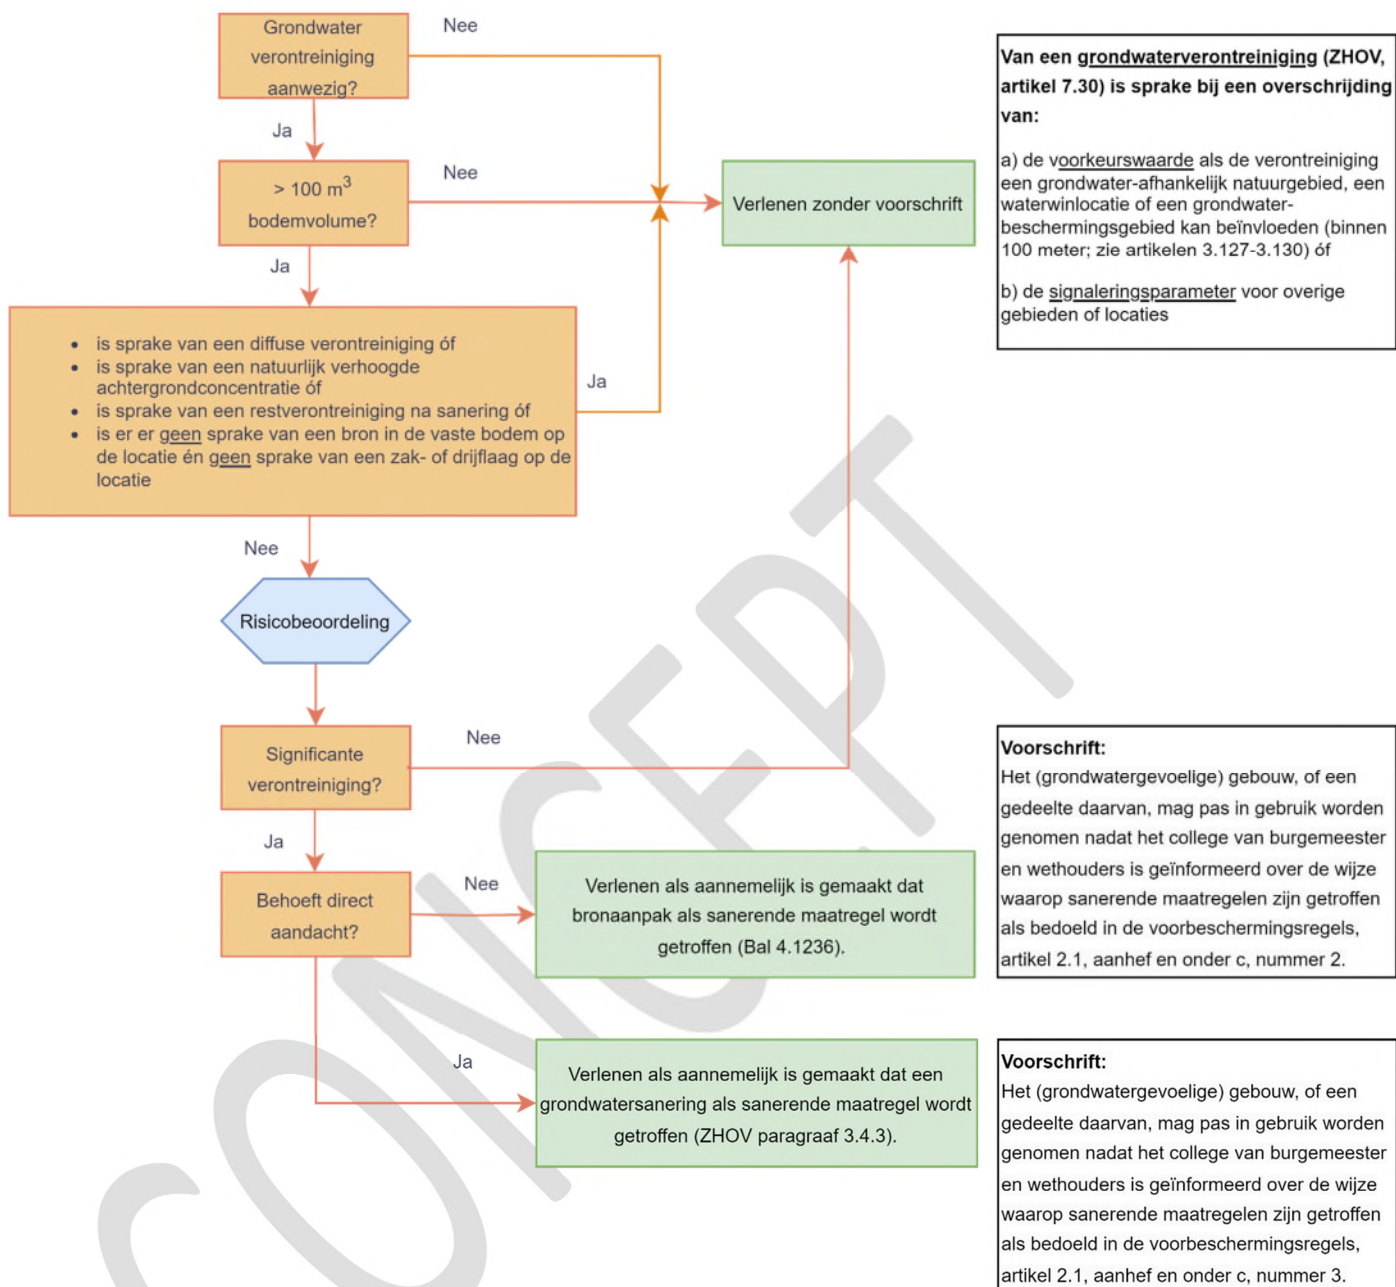 Grondwater
verontreiniging
aanwezig?
Nee
Ja
> 100 m³
bodemvolume?
Nee
Verlenen zonder voorschrift
Ja
• is sprake van een diffuse verontreiniging óf
• is sprake van een natuurlijk verhoogde
achtergrondconcentratie óf
• is sprake van een restverontreiniging na sanering óf
• is er er geen sprake van een bron in de vaste bodem op
de locatie én geen sprake van een zak- of drijflaag op de
locatie
Ja
Nee
Risicobeoordeling
Significante
verontreiniging?
Nee
Ja
Behoeft direct
aandacht?
Nee
Verlenen als aannemelijk is gemaakt dat
bronaanpak als sanerende maatregel wordt
getroffen (Bal 4.1236).
Ja
Verlenen als aannemelijk is gemaakt dat een
grondwatersanering als sanerende maatregel wordt
getroffen (ZHOV paragraaf 3.4.3).
Van een grondwaterverontreiniging (ZHOV,
artikel 7.30) is sprake bij een overschrijding
van:
a) de voorkeurswaarde als de verontreiniging
een grondwater-afhankelijk natuurgebied, een
waterwinlocatie of een grondwater-
beschermingsgebied kan beïnvloeden (binnen
100 meter; zie artikelen 3.127-3.130) óf
b) de signaleringsparameter voor overige
gebieden of locaties
Voorschrift:
Het (grondwatergevoelige) gebouw, of een
gedeelte daarvan, mag pas in gebruik worden
genomen nadat het college van burgemeester
en wethouders is geïnformeerd over de wijze
waarop sanerende maatregelen zijn getroffen
als bedoeld in de voorbeschermingsregels,
artikel 2.1, aanhef en onder c, nummer 2.
Voorschrift:
Het (grondwatergevoelige) gebouw, of een
gedeelte daarvan, mag pas in gebruik worden
genomen nadat het college van burgemeester
en wethouders is geïnformeerd over de wijze
waarop sanerende maatregelen zijn getroffen
als bedoeld in de voorbeschermingsregels,
artikel 2.1, aanhef en onder c, nummer 3.
CONCEPT